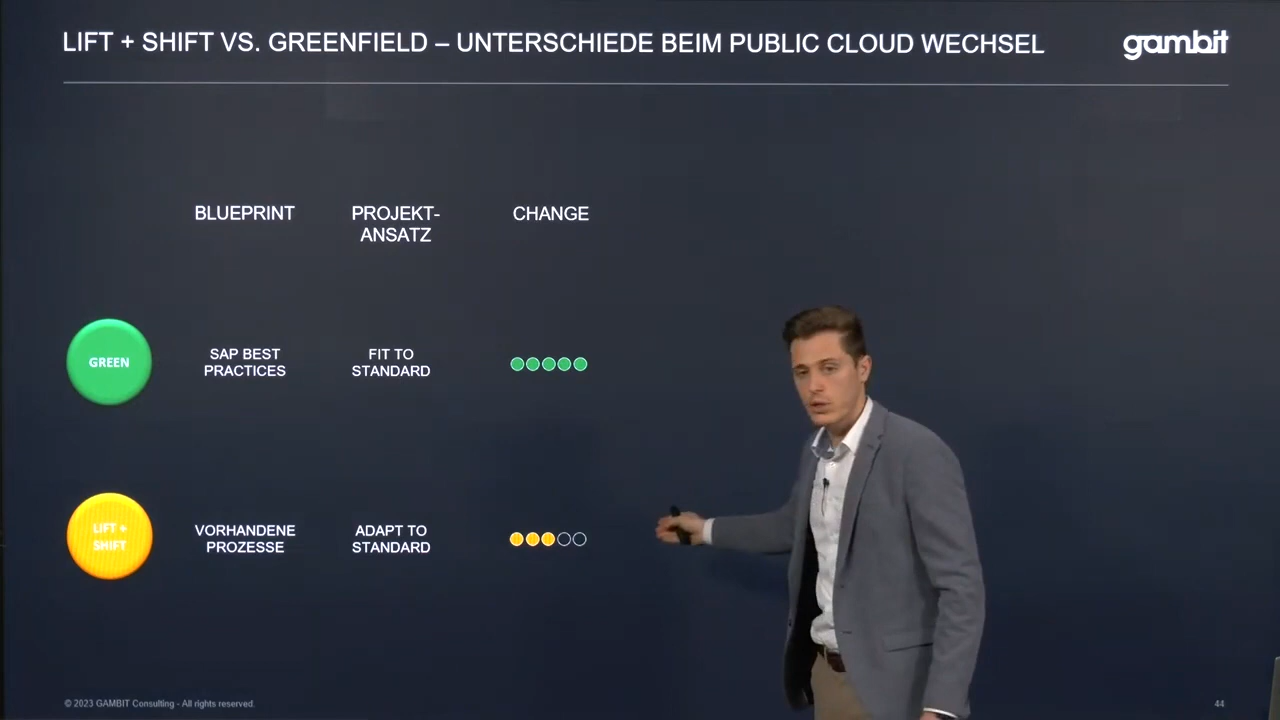 LIFT + SHIFT VS. GREENFIELD – UNTERSCHIEDE BEIM PUBLIC CLOUD WECHSEL
gambit
BLUEPRINT
PROJEKT-
ANSATZ
CHANGE
GREEN
SAP BEST
PRACTICES
FIT TO
STANDARD
LIFT +
SHIFT
VORHANDENE
PROZESSE
ADAPT TO
STANDARD
© 2023 GAMBIT Consulting - All rights reserved.
44